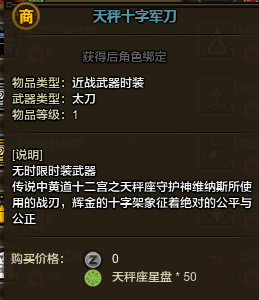 商 天秤十字军刀
获得后角色绑定
物品类型：近战武器时装
武器类型：太刀
物品等级：1
[说明]
无时限时装武器
传说中黄道十二宫之天秤座守护神维纳斯所使
用的战刃，辉金的十字架象征着绝对的公平与
公正
购买价格： Z 0
天秤座星盘 * 50